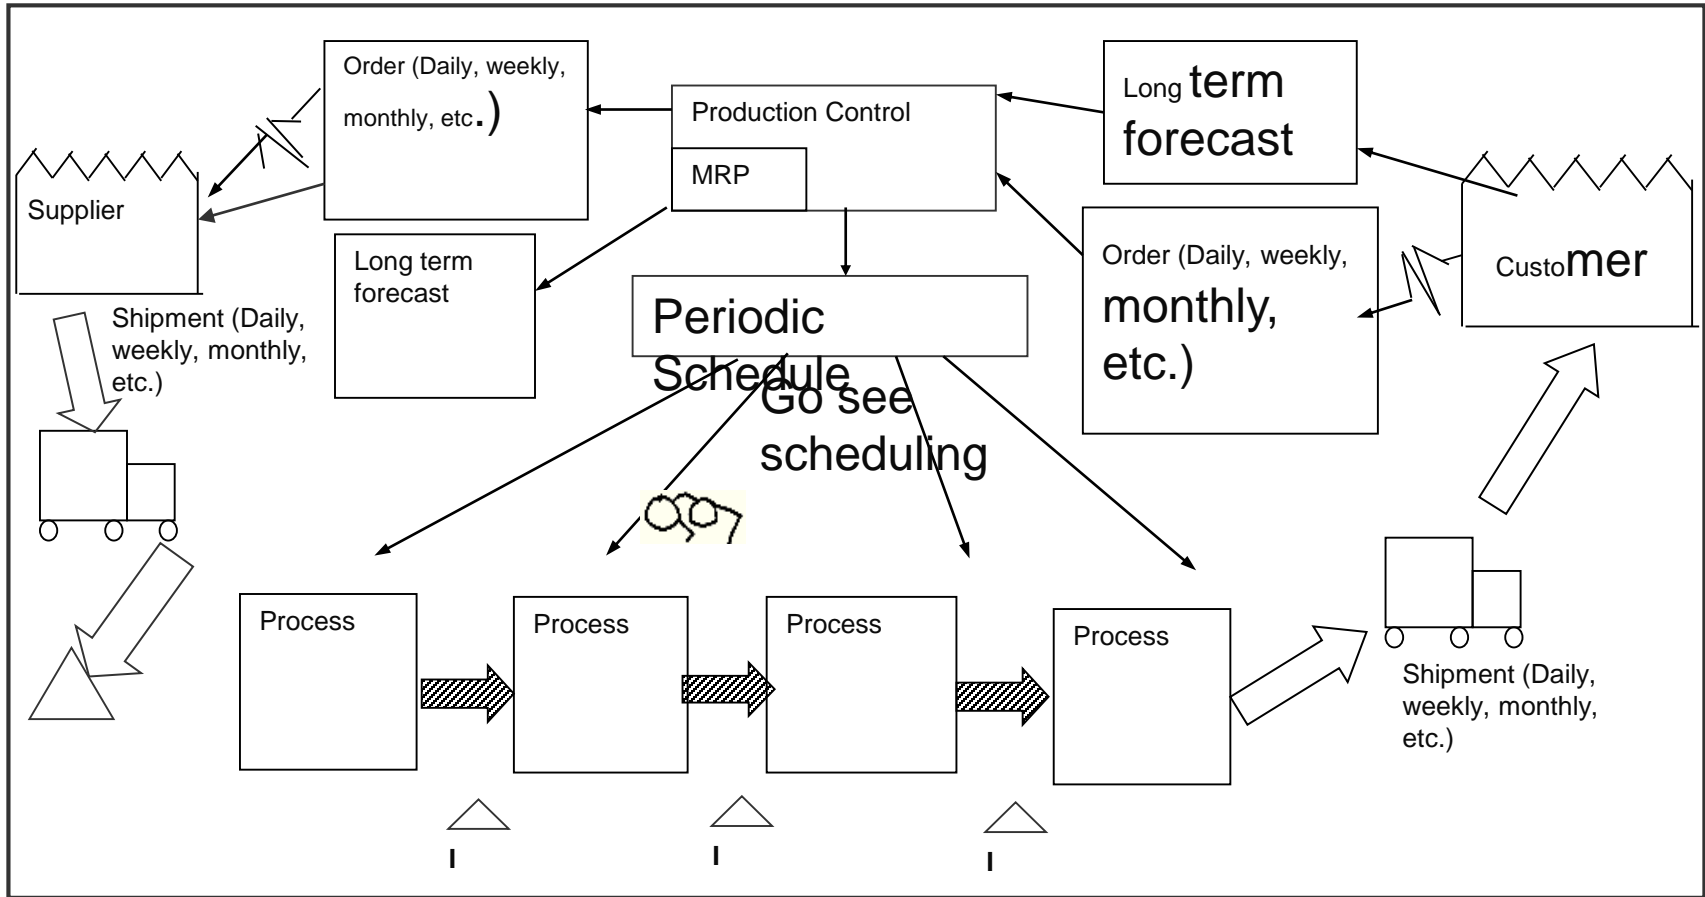 Order (Daily, weekly,
monthly, etc.)
Production Control
MRP
Long term
forecast
Supplier
Long term
forecast
Order (Daily, weekly,
monthly,
etc.)
Customer
Periodic
Schedule
Go see
scheduling
Shipment (Daily,
weekly, monthly,
etc.)
Process
Process
Process
Process
Shipment (Daily,
weekly, monthly,
etc.)
I
I
I